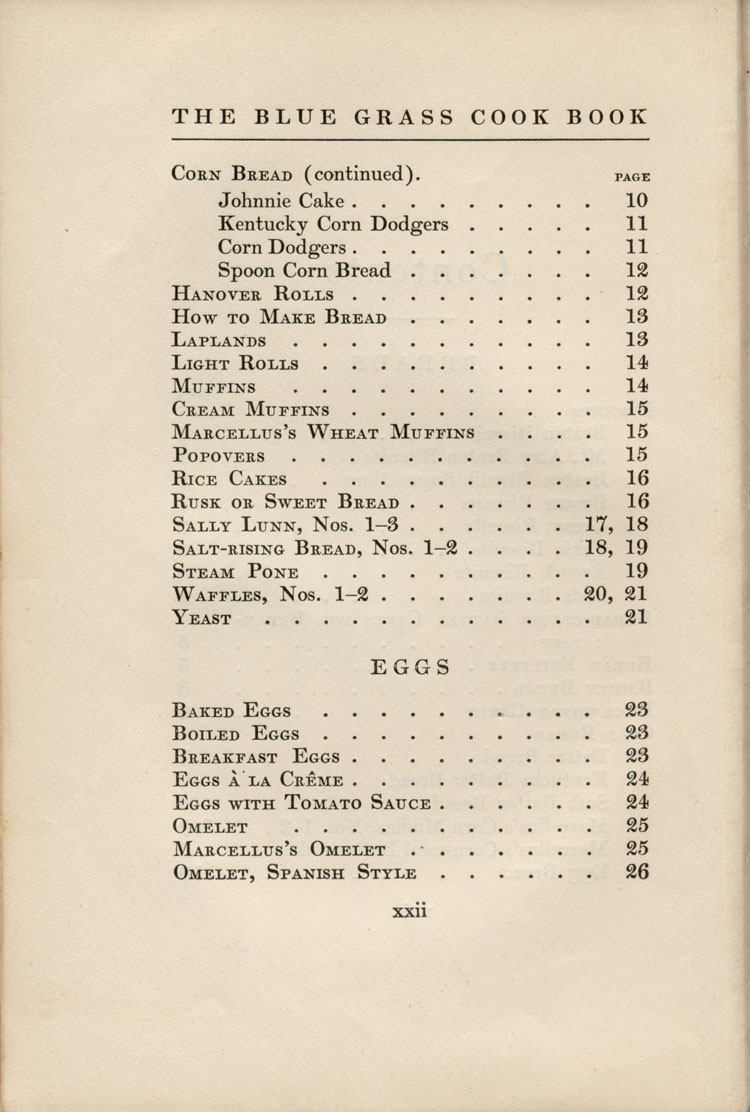 THE BLUE GRASS COOK BOOK
CORN BREAD (continued). PAGE
Johnnie Cake . . . . . . . . . 10
Kentucky Corn Dodgers . . . . . 11
Corn Dodgers . . . . . . . . . 11
Spoon Corn Bread . . . . . . . 12
HANOVER ROLLS . . . . . . . . . 12
HOW TO MAKE BREAD . . . . . . . 13
LAPLANDS . . . . . . . . . . . 13
LIGHT ROLLS . . . . . . . . . . 14
MUFFINS . . . . . . . . . . . 14
CREAM MUFFINS . . . . . . . . . 15
MARCELLUS'S WHEAT MUFFINS . . . . 15
POPOVERS . . . . . . . . . . . 15
RICE CAKES . . . . . . . . . . 16
RUSK OR SWEET BREAD . . . . . . . 16
SALLY LUNN, NOS. 1–3 . . . . . . 17, 18
SALT-RISING BREAD, NOS. 1–2 . . . . 18, 19
STEAM PONE . . . . . . . . . . 19
WAFFLES, NOS. 1–2 . . . . . . . 20, 21
YEAST . . . . . . . . . . . . 21
EGGS
BAKED EGGS . . . . . . . . . . 23
BOILED EGGS . . . . . . . . . . 23
BREAKFAST EGGS . . . . . . . . . 23
EGGS À LA CRÊME . . . . . . . . . 24
EGGS WITH TOMATO SAUCE . . . . . . 24
OMELET . . . . . . . . . . . 25
MARCELLUS'S OMELET . . . . . . . 25
OMELET, SPANISH STYLE . . . . . . 26
xxii